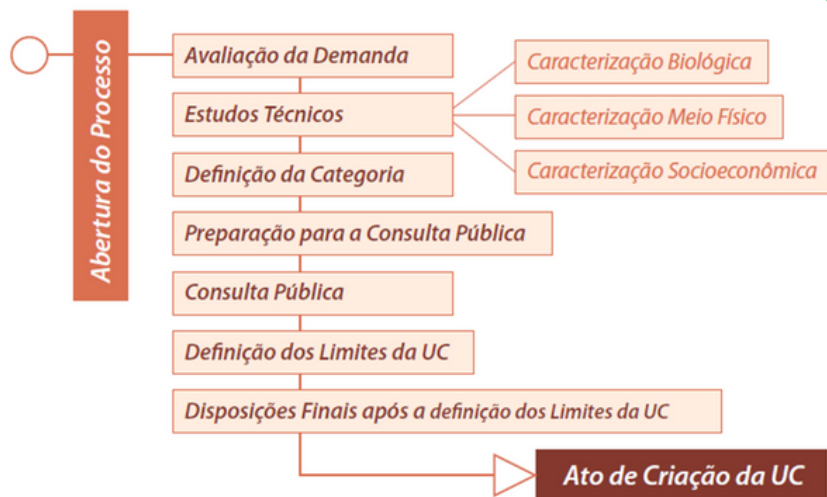 Abertura do Processo
Avaliação da Demanda
Estudos Técnicos
Caracterização Biológica
Caracterização Meio Físico
Caracterização Socioeconômica
Definição da Categoria
Preparação para a Consulta Pública
Consulta Pública
Definição dos Limites da UC
Disposições Finais após a definição dos Limites da UC
Ato de Criação da UC